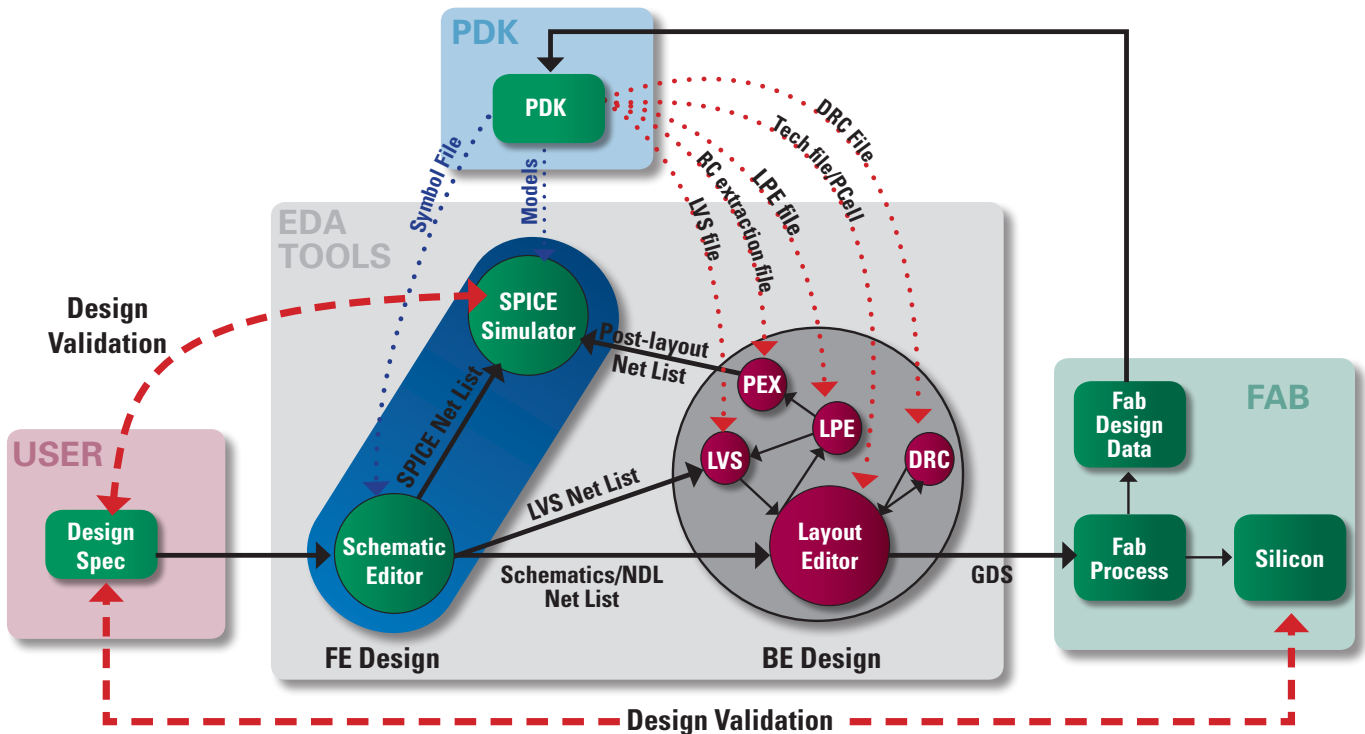 PDK
PDK
Symbol File
Models
LVS file
RC extraction file
LPE file
Tech file/PCell
DRC File
EDA
TOOLS
Design
Validation
SPICE
Simulator
SPICE Net List
Post-layout
Net List
PEX
LPE
LVS
DRC
LVS Net List
Schematic
Editor
Schematics/NDL
Net List
Layout
Editor
FE Design
BE Design
USER
Design
Spec
GDS
FAB
Fab
Design
Data
Fab
Process
Silicon
Design Validation